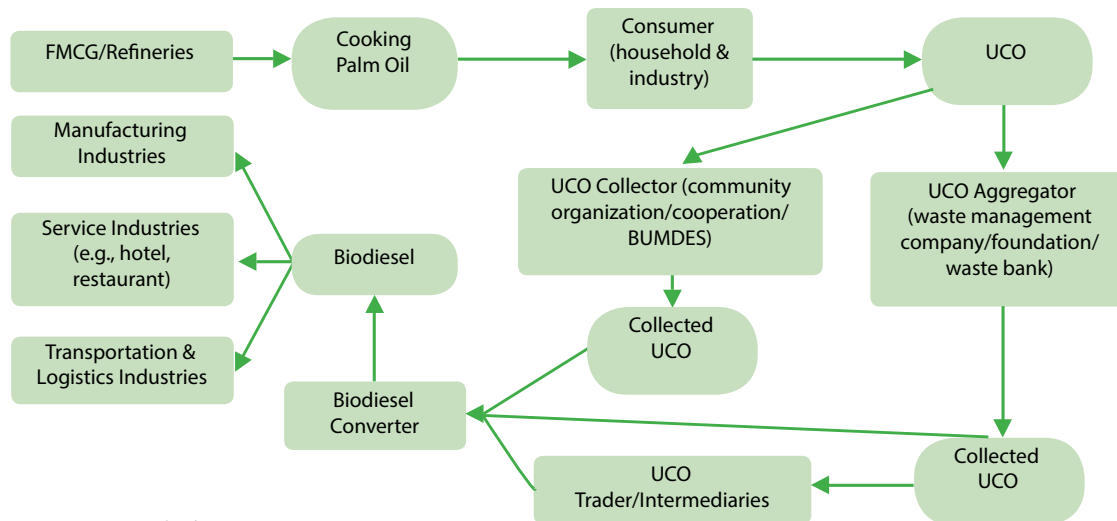 FMCG/Refineries
Cooking
Palm Oil
Consumer
(household &
industry)
UCO
Manufacturing
Industries
Service Industries
(e.g., hotel,
restaurant)
Transportation &
Logistics Industries
Biodiesel
Biodiesel
Converter
UCO Collector (community
organization/cooperation/
BUMDES)
Collected
UCO
UCO Aggregator
(waste management
company/foundation/
waste bank)
Collected
UCO
UCO
Trader/Intermediaries